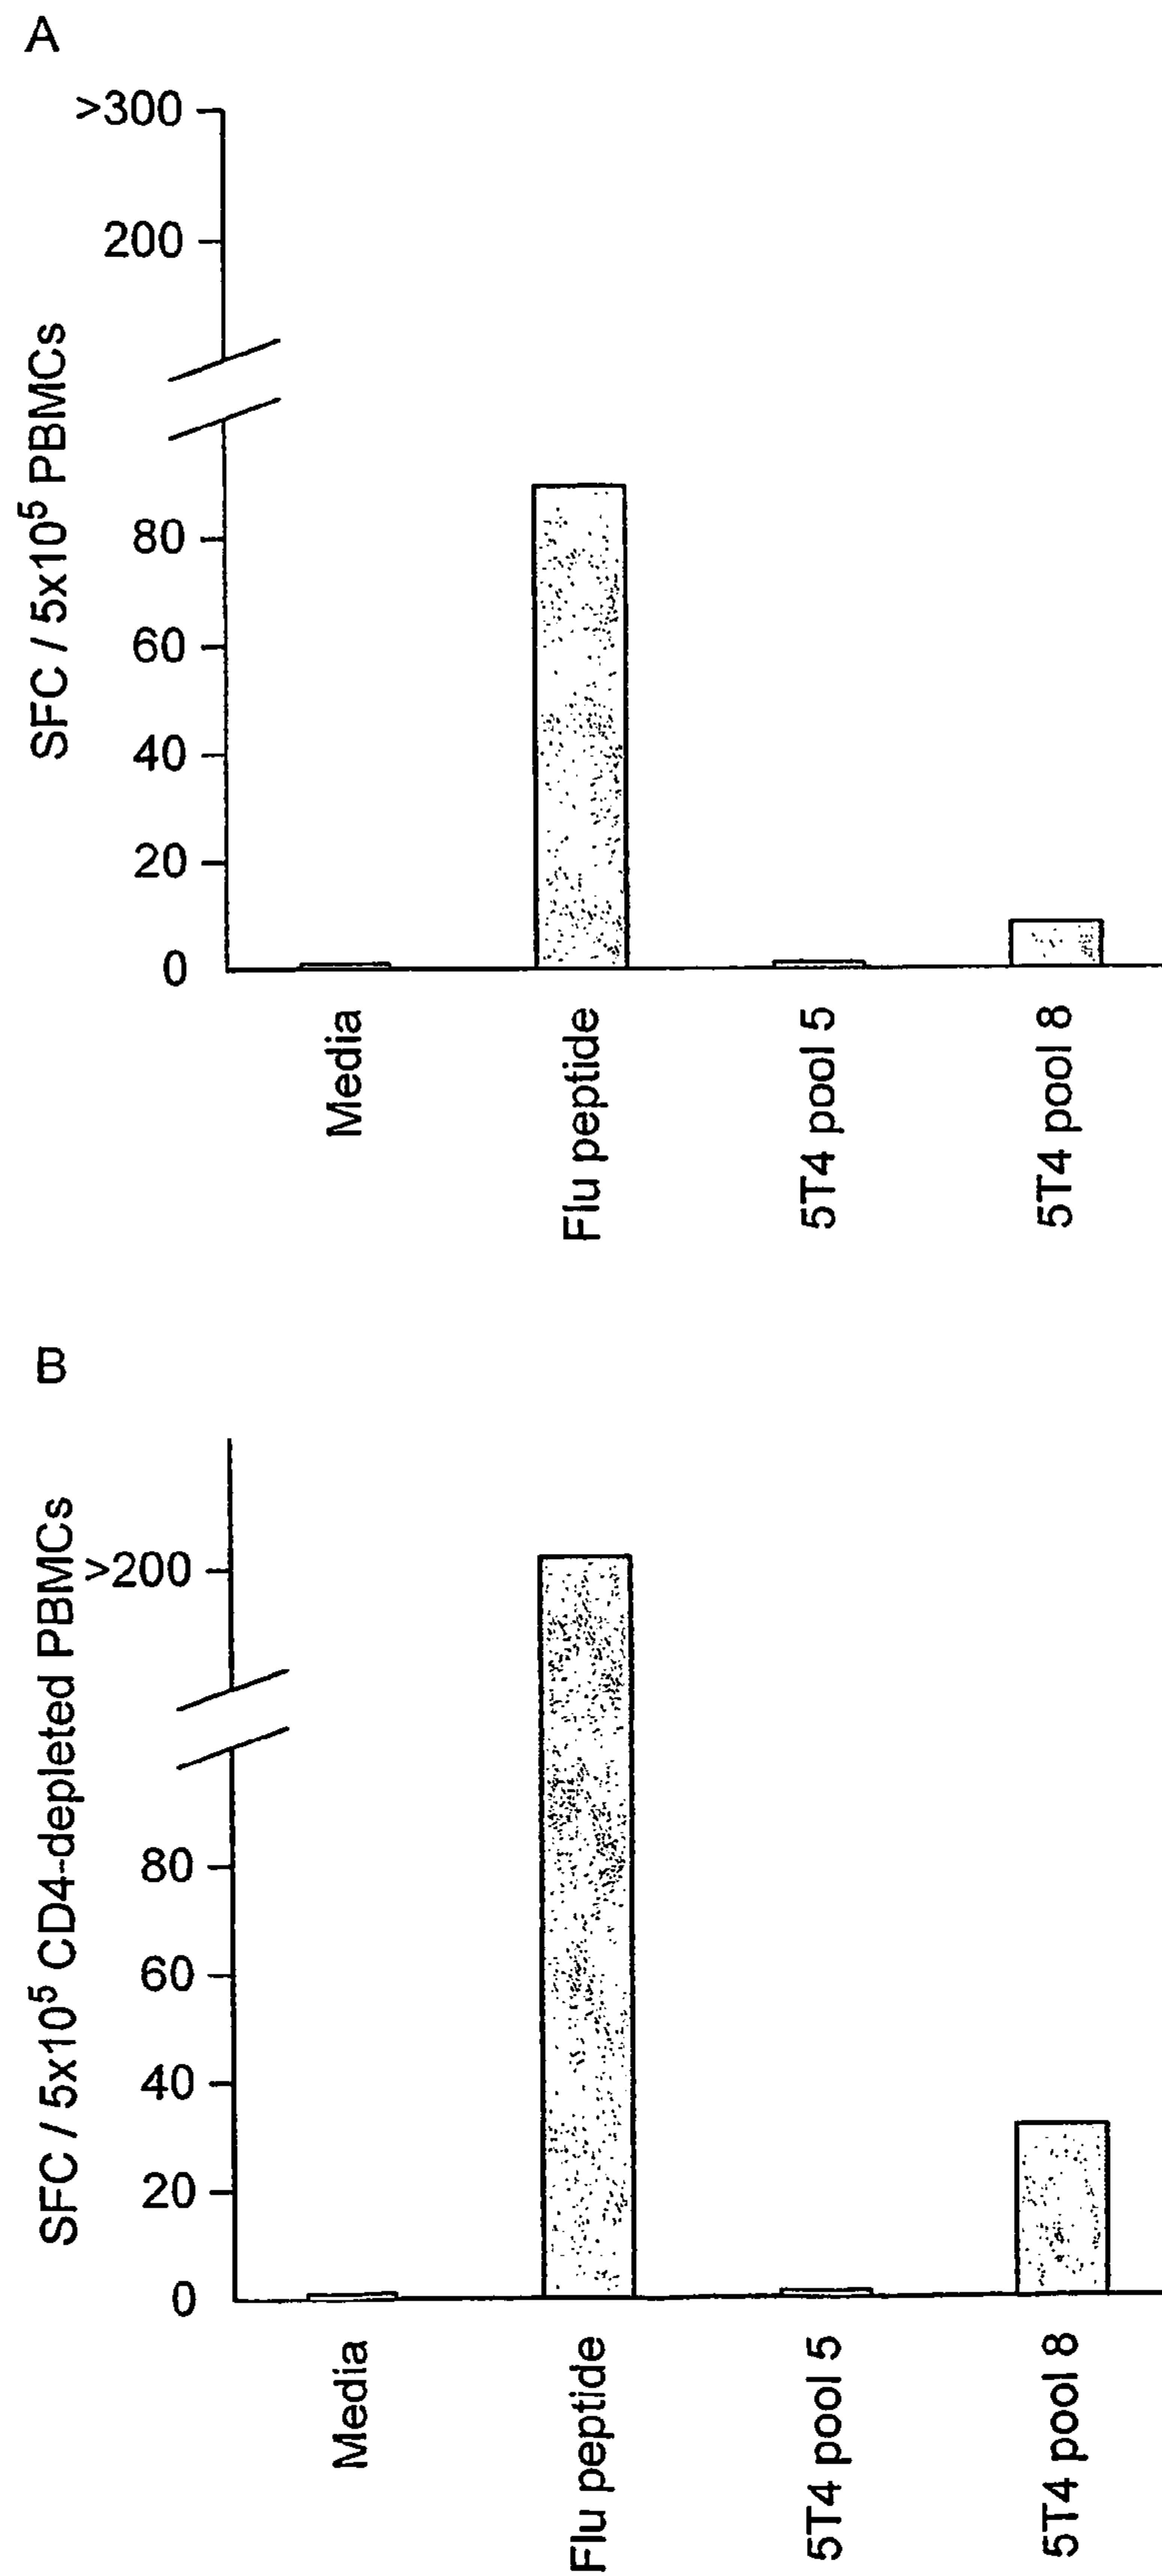 A
>300
200
80
60
40
20
0
SFC / 5x10⁵ PBMCs
Media
Flu peptide
5T4 pool 5
5T4 pool 8
B
>200
80
60
40
20
0
SFC / 5x10⁵ CD4-depleted PBMCs
Media
Flu peptide
5T4 pool 5
5T4 pool 8